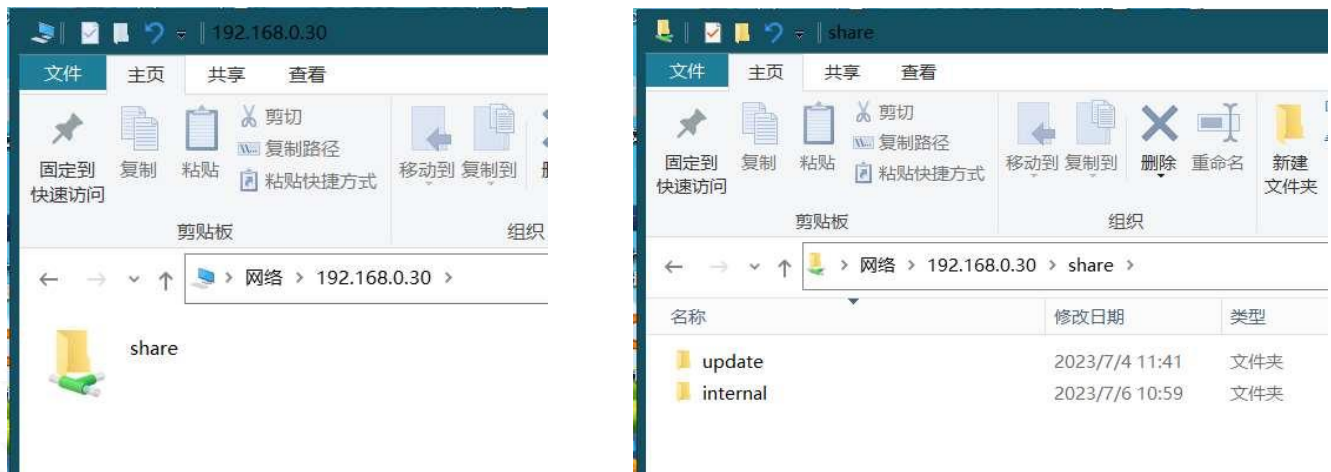 192.168.0.30
文件 主页 共享 查看
固定到
快速访问
复制
粘贴
剪切
复制路径
粘贴快捷方式
移动到 复制到
剪贴板
组织
网络 192.168.0.30
share
share
文件 主页 共享 查看
固定到
快速访问
复制
粘贴
剪切
复制路径
粘贴快捷方式
移动到 复制到 删除 重命名
新建
文件夹
剪贴板
组织
网络 192.168.0.30 share
名称 修改日期 类型
update 2023/7/4 11:41 文件夹
internal 2023/7/6 10:59 文件夹